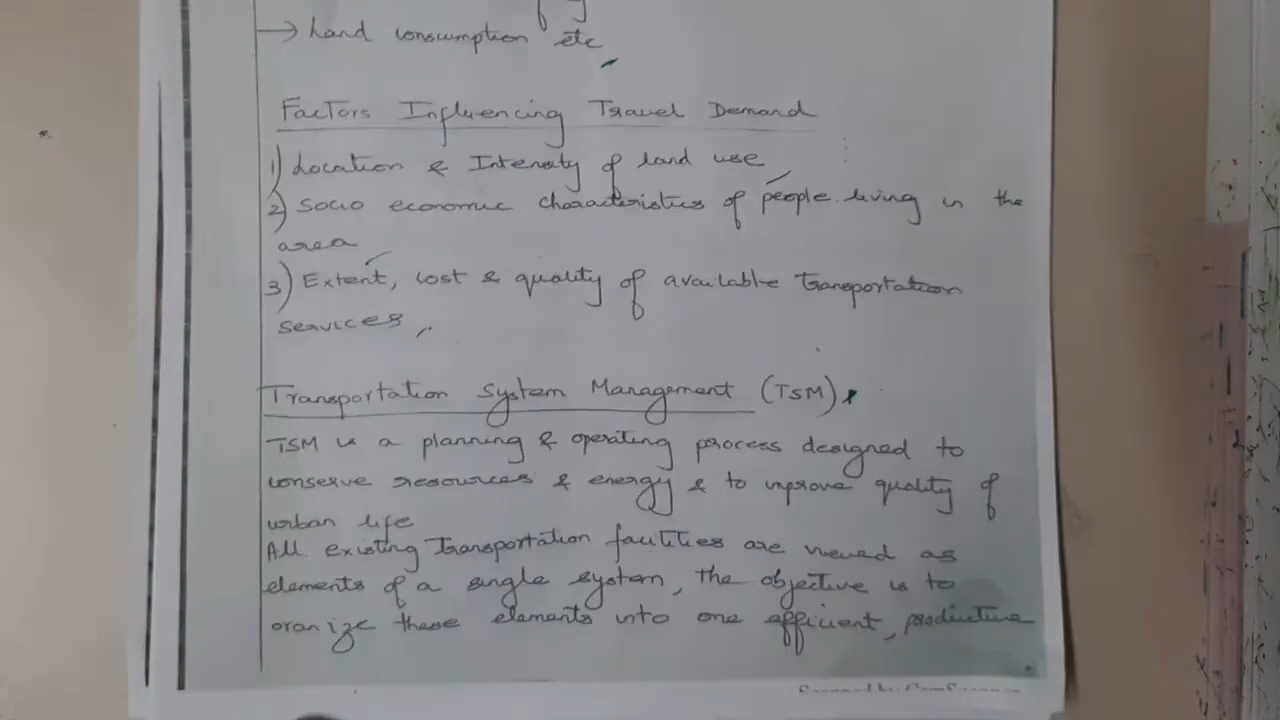 → Land consumption etc
Factors Influencing Travel Demand
1) Location & Intensity of land use
2) Socio economic characteristics of people living in the
area
3) Extent, cost & quality of available transportation
services.
Transportation System Management (TSM)
TSM is a planning & operating process designed to
conserve resources & energy & to improve quality of
urban life
All existing transportation facilities are viewed as
elements of a single system, the objective is to
oranize these elements into one efficient, productive